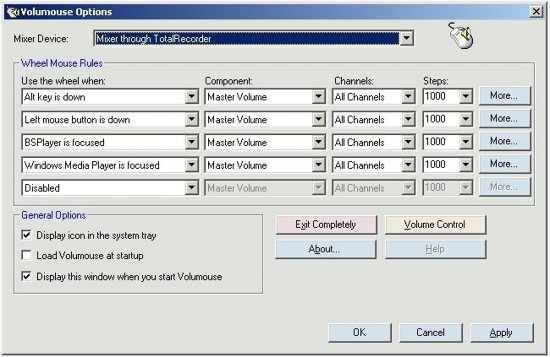 Volumouse Options
Mixer Device: Mixer through TotalRecorder
Wheel Mouse Rules
Use the wheel when: Component: Channels: Steps:
Alt key is down Master Volume All Channels 1000 More...
Left mouse button is down Master Volume All Channels 1000 More...
BSPlayer is focused Master Volume All Channels 1000 More...
Windows Media Player is focused Master Volume All Channels 1000 More...
Disabled Master Volume All Channels 1000 More...
General Options
Display icon in the system tray
Load Volumouse at startup
Display this window when you start Volumouse
Exit Completely Volume Control
About... Help
OK Cancel Apply